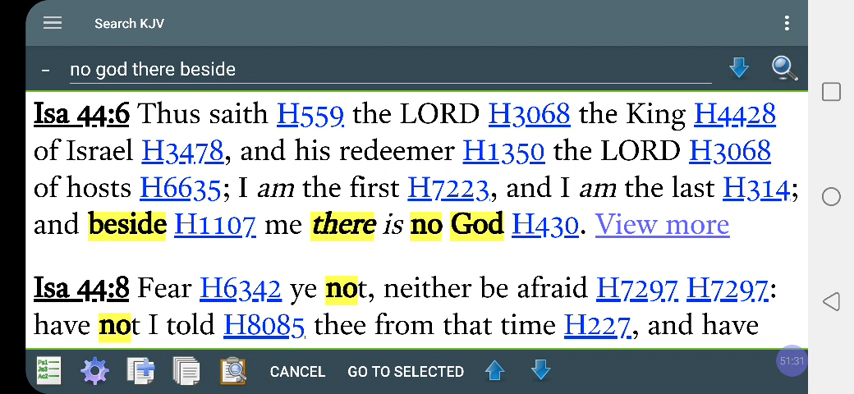 Search KJV
- no god there beside
Isa 44:6 Thus saith H559 the LORD H3068 the King H4428
of Israel H3478, and his redeemer H1350 the LORD H3068
of hosts H6635; I am the first H7223, and I am the last H314;
and beside H1107 me there is no God H430. View more
Isa 44:8 Fear H6342 ye not, neither be afraid H7297 H7297:
have not I told H8085 thee from that time H227, and have
CANCEL GO TO SELECTED
51:31